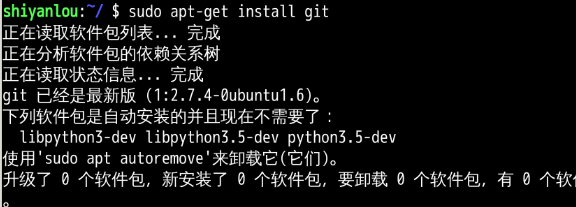 shiyanlou:~/ $ sudo apt-get install git
正在读取软件包列表... 完成
正在分析软件包的依赖关系树
正在读取状态信息... 完成
git 已经是最新版 (1:2.7.4-0ubuntu1.6)。
下列软件包是自动安装的并且现在不需要了：
libpython3-dev libpython3.5-dev python3.5-dev
使用'sudo apt autoremove'来卸载它(它们)。
升级了 0 个软件包，新安装了 0 个软件包，要卸载 0 个软件包，有 0 个软
。